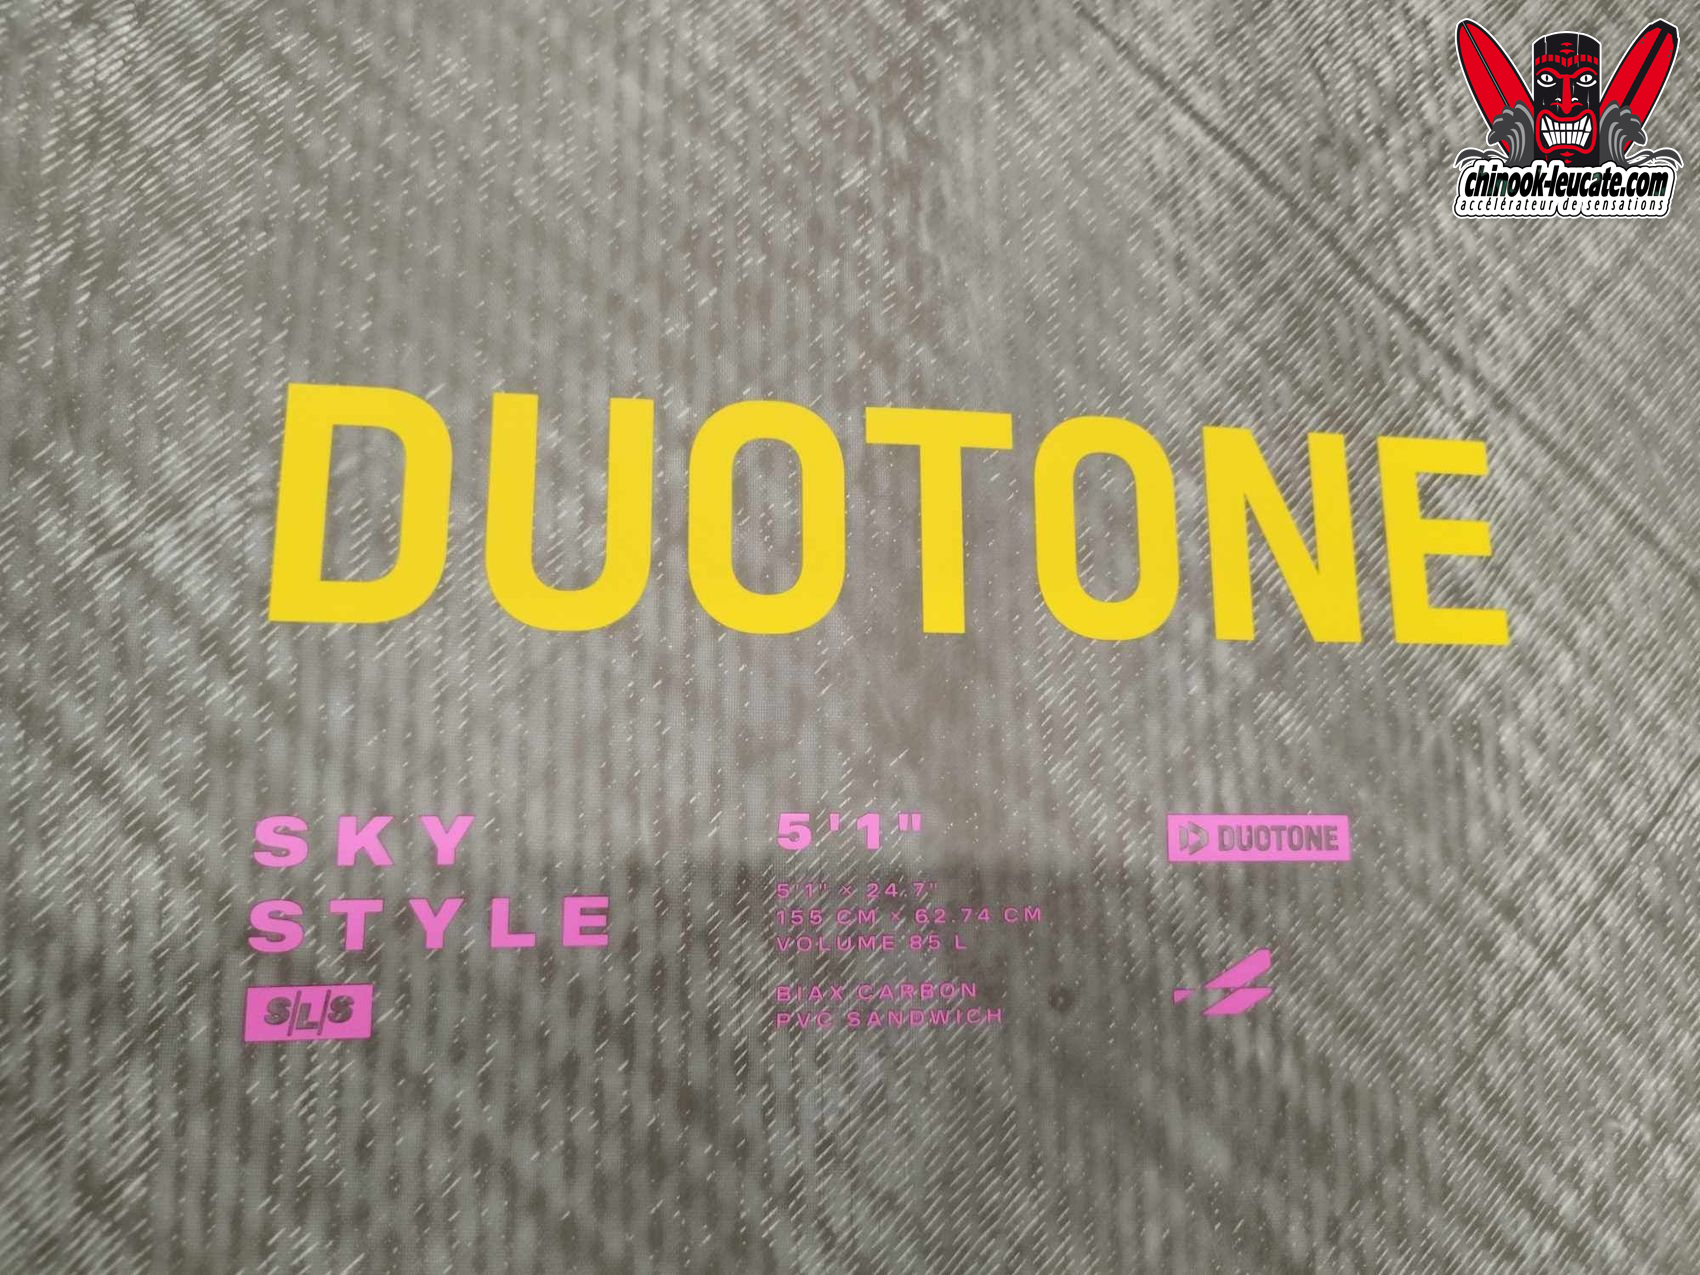 chinook-leucate.com
accélérateur de sensations
DUOTONE
SKY
STYLE
S/L/S
5'1"
5'1" × 24.7"
155 CM × 62.74 CM
VOLUME 85 L
BIAX CARBON
PVC SANDWICH
DUOTONE